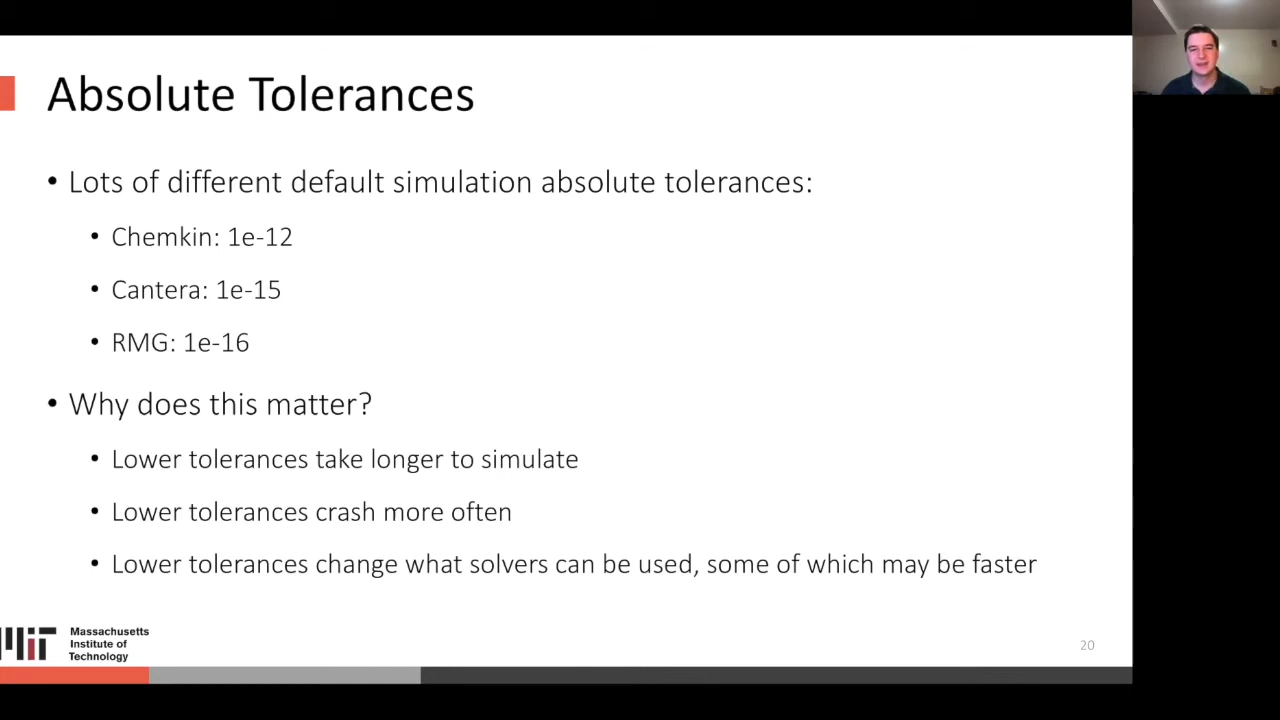 Absolute Tolerances
• Lots of different default simulation absolute tolerances:
• Chemkin: 1e-12
• Cantera: 1e-15
• RMG: 1e-16
• Why does this matter?
• Lower tolerances take longer to simulate
• Lower tolerances crash more often
• Lower tolerances change what solvers can be used, some of which may be faster
Massachusetts
Institute of
Technology
20